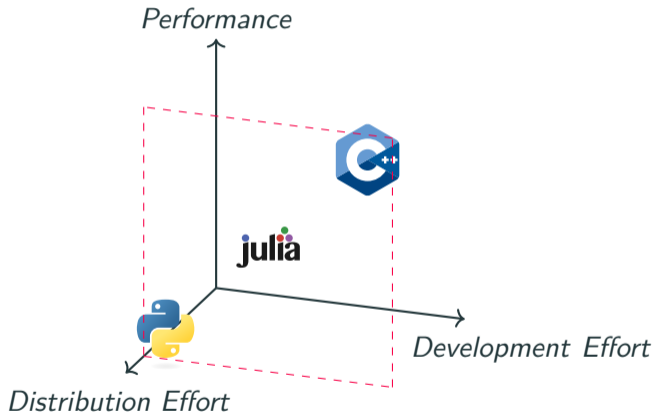 Performance
C++
julia
Development Effort
Distribution Effort